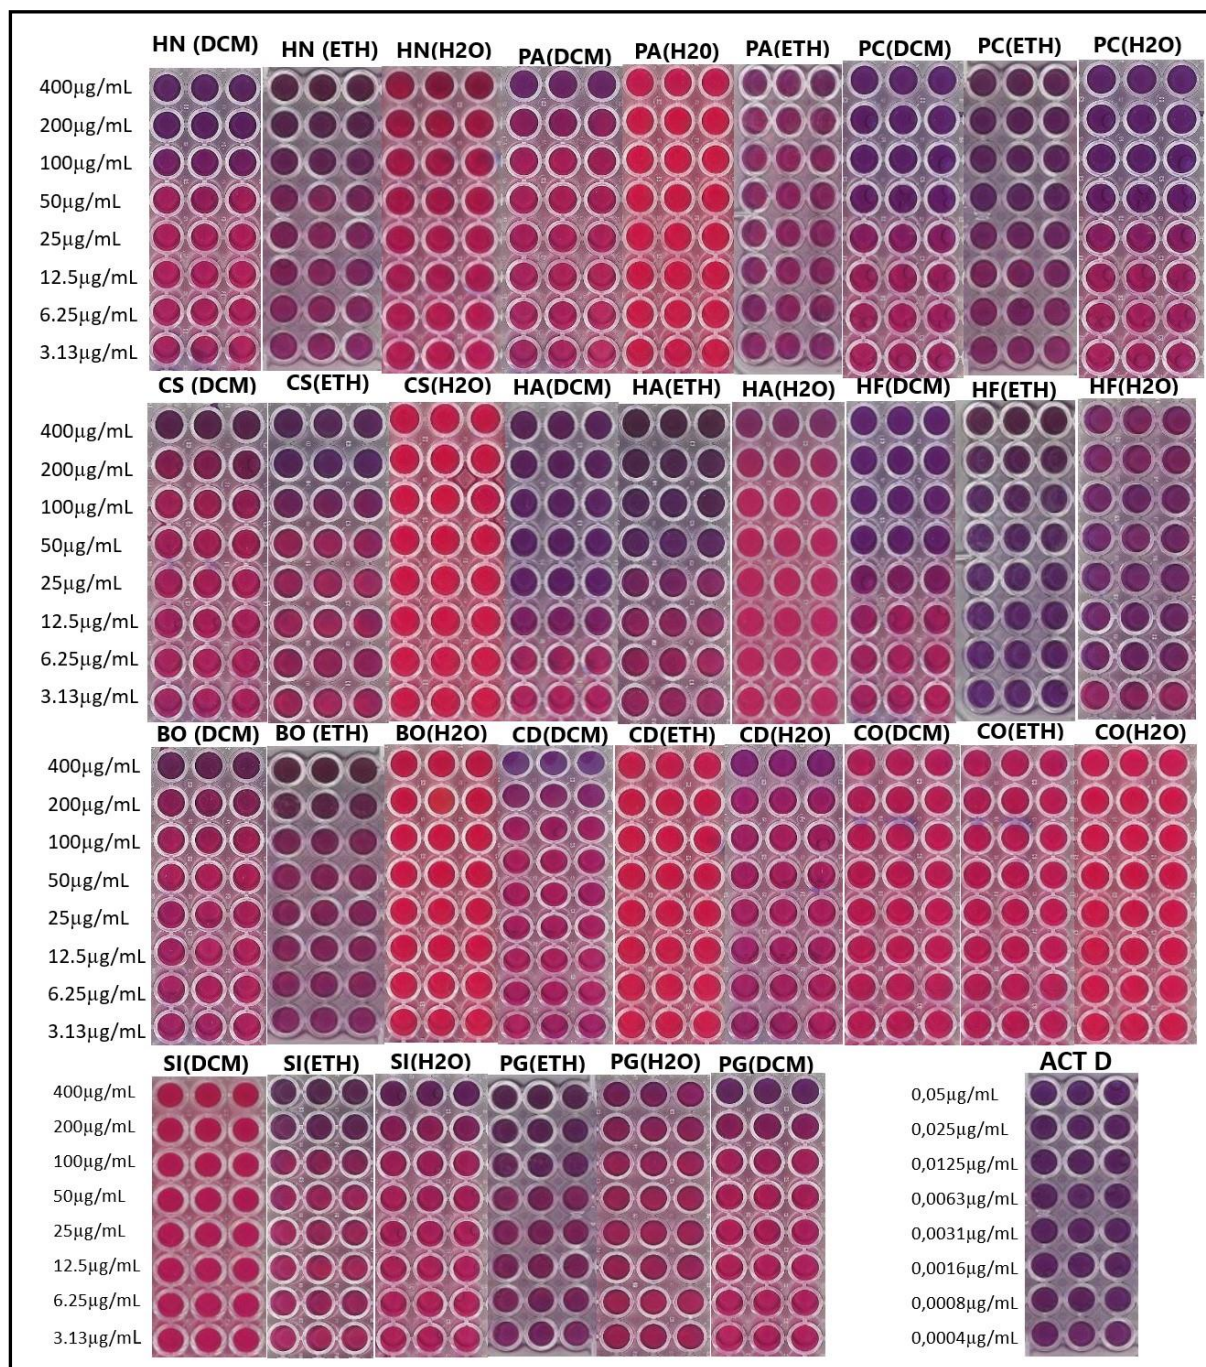 HN (DCM) HN (ETH) HN(H2O) PA(DCM) PA(H20) PA(ETH) PC(DCM) PC(ETH) PC(H2O)
400µg/mL
200µg/mL
100µg/mL
50µg/mL
25µg/mL
12.5µg/mL
6.25µg/mL
3.13µg/mL
CS (DCM) CS(ETH) CS(H2O) HA(DCM) HA(ETH) HA(H2O) HF(DCM) HF(ETH) HF(H2O)
400µg/mL
200µg/mL
100µg/mL
50µg/mL
25µg/mL
12.5µg/mL
6.25µg/mL
3.13µg/mL
BO (DCM) BO (ETH) BO(H2O) CD(DCM) CD(ETH) CD(H2O) CO(DCM) CO(ETH) CO(H2O)
400µg/mL
200µg/mL
100µg/mL
50µg/mL
25µg/mL
12.5µg/mL
6.25µg/mL
3.13µg/mL
SI(DCM) SI(ETH) SI(H2O) PG(ETH) PG(H2O) PG(DCM) ACT D
400µg/mL 0,05µg/mL
200µg/mL 0,025µg/mL
100µg/mL 0,0125µg/mL
50µg/mL 0,0063µg/mL
25µg/mL 0,0031µg/mL
12.5µg/mL 0,0016µg/mL
6.25µg/mL 0,0008µg/mL
3.13µg/mL 0,0004µg/mL